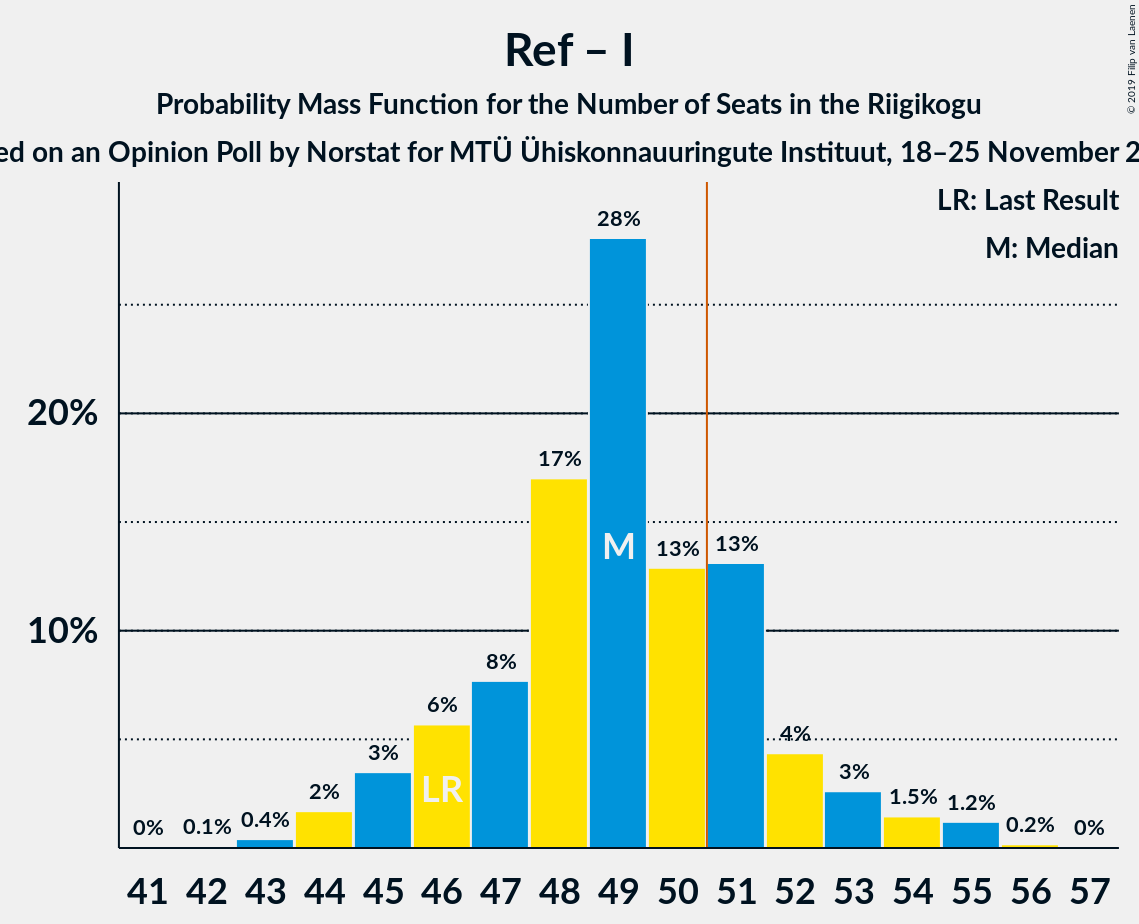 Ref – I
Probability Mass Function for the Number of Seats in the Riigikogu
ed on an Opinion Poll by Norstat for MTÜ Ühiskonnauuringute Instituut, 18–25 November 2
© 2019 Filip van Laenen
LR: Last Result
M: Median
28%
20%
17%
M
13%
13%
10%
8%
6%
4%
3%
LR
3%
2%
1.5%
1.2%
0.4%
0.2%
0.1%
0%
0%
41 42 43 44 45 46 47 48 49 50 51 52 53 54 55 56 57